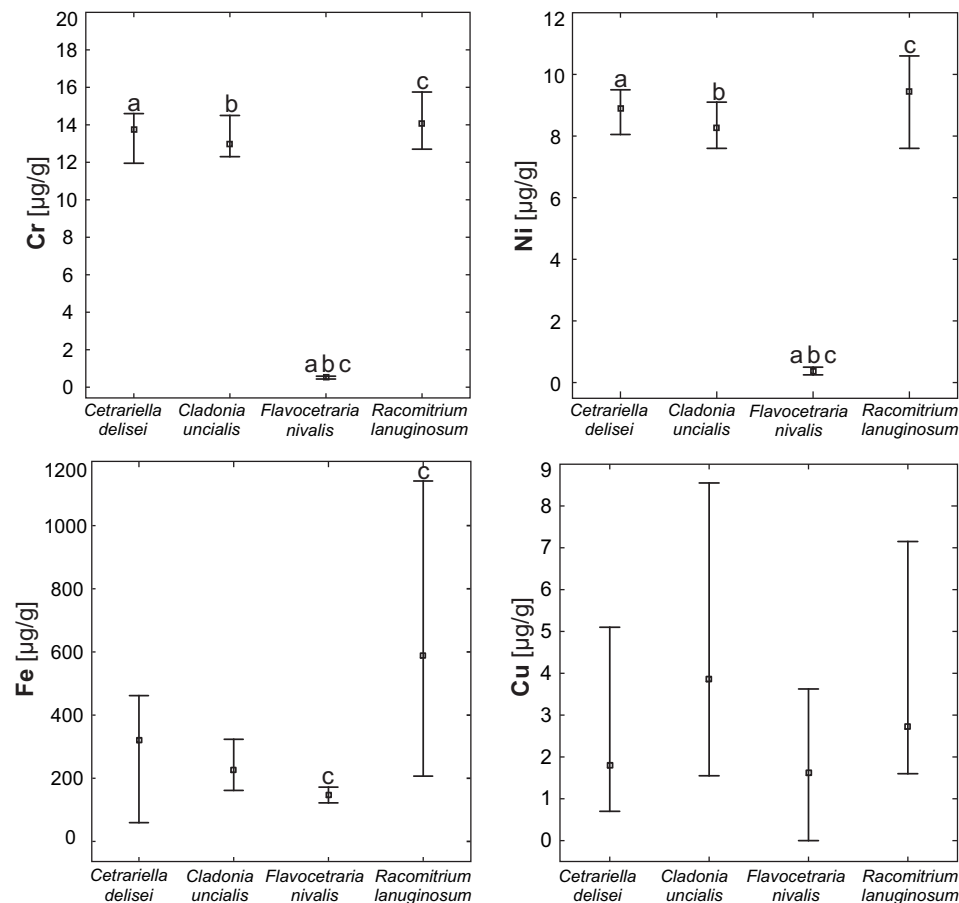 Cr [µg/g]
20
18
16
14
12
10
8
6
4
2
0
a
b
a b c
c
Cetrariella
delisei
Cladonia
uncialis
Flavocetraria
nivalis
Racomitrium
lanuginosum
Ni [µg/g]
12
10
8
6
4
2
0
a
b
a b c
c
Cetrariella
delisei
Cladonia
uncialis
Flavocetraria
nivalis
Racomitrium
lanuginosum
Fe [µg/g]
1200
1000
800
600
400
200
0
c
c
Cetrariella
delisei
Cladonia
uncialis
Flavocetraria
nivalis
Racomitrium
lanuginosum
Cu [µg/g]
9
8
7
6
5
4
3
2
1
0
Cetrariella
delisei
Cladonia
uncialis
Flavocetraria
nivalis
Racomitrium
lanuginosum